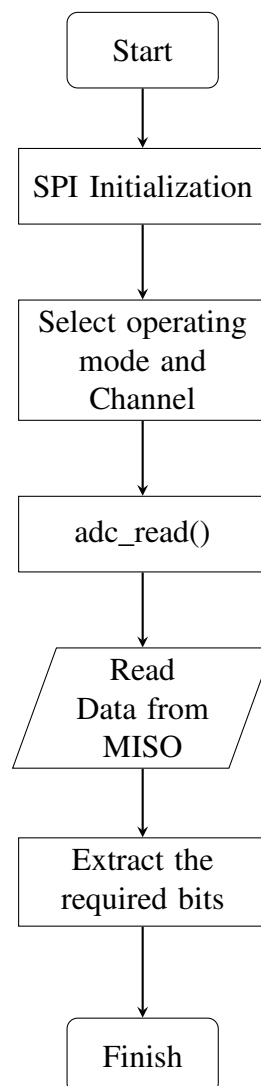 Start
SPI Initialization
Select operating
mode and
Channel
adc_read()
Read
Data from
MISO
Extract the
required bits
Finish